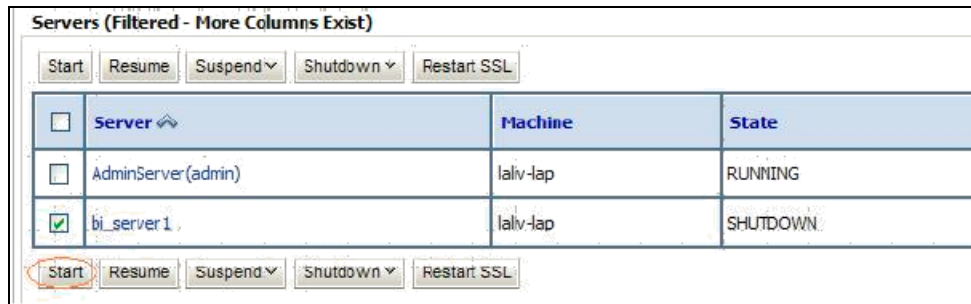 Servers (Filtered - More Columns Exist)
Start Resume Suspend Shutdown Restart SSL
Server Machine State
AdminServer(admin) laliv-lap RUNNING
bi_server1 laliv-lap SHUTDOWN
Start Resume Suspend Shutdown Restart SSL